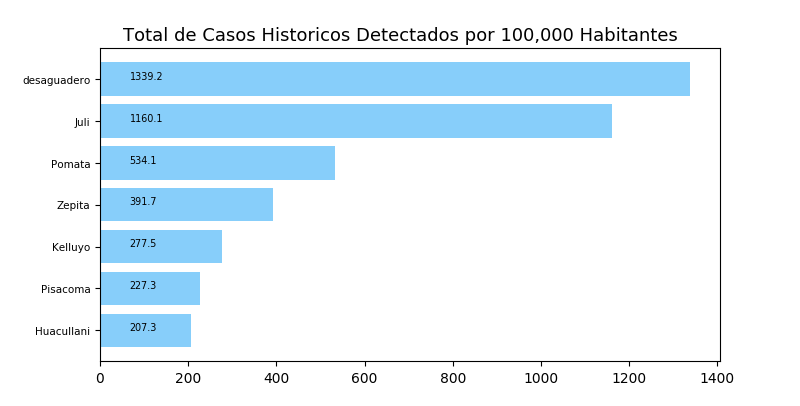 Total de Casos Historicos Detectados por 100,000 Habitantes
desaguadero 1339.2
Juli 1160.1
Pomata 534.1
Zepita 391.7
Kelluyo 277.5
Pisacoma 227.3
Huacullani 207.3
0 200 400 600 800 1000 1200 1400